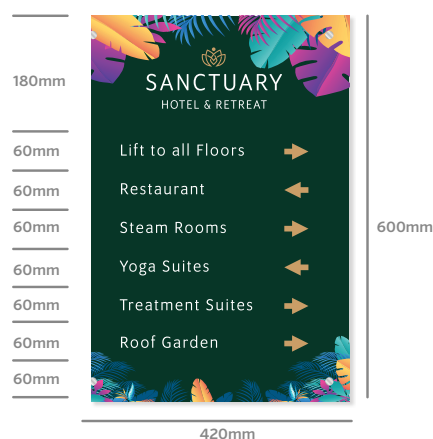 SANCTUARY
HOTEL & RETREAT
180mm
Lift to all Floors
60mm
Restaurant
60mm
Steam Rooms
60mm
600mm
Yoga Suites
60mm
Treatment Suites
60mm
Roof Garden
60mm
60mm
420mm